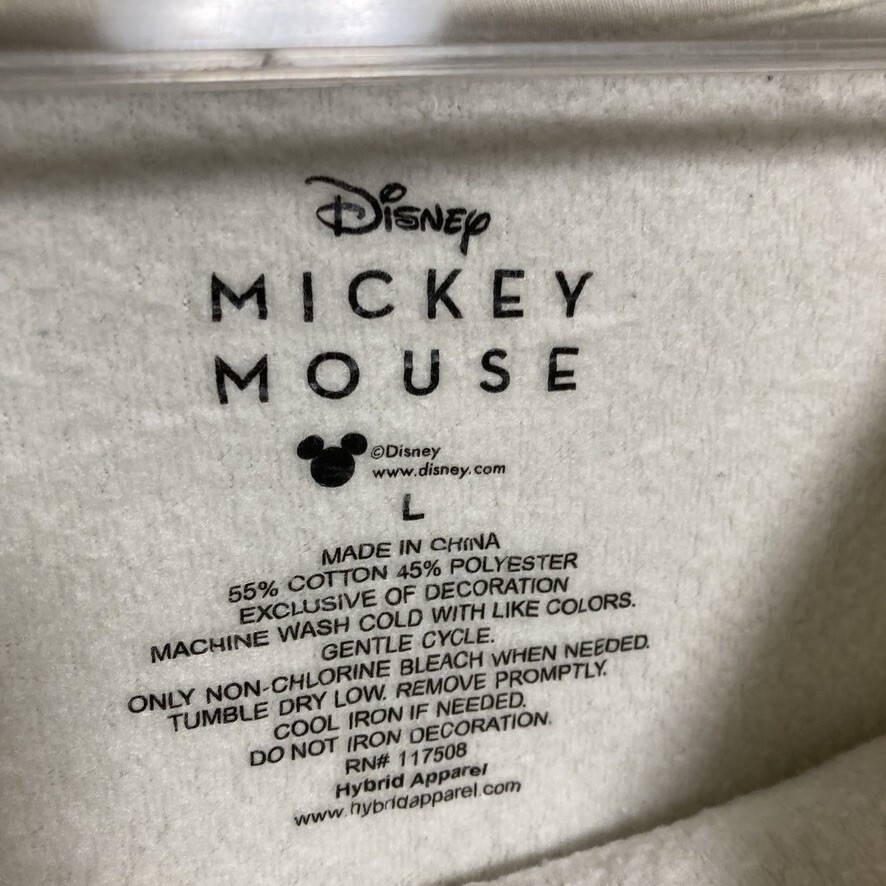 Disney
MICKEY
MOUSE
©Disney
www.disney.com
L
MADE IN CHINA
55% COTTON 45% POLYESTER
EXCLUSIVE OF DECORATION
MACHINE WASH COLD WITH LIKE COLORS.
GENTLE CYCLE.
ONLY NON-CHLORINE BLEACH WHEN NEEDED.
TUMBLE DRY LOW. REMOVE PROMPTLY.
COOL IRON IF NEEDED.
DO NOT IRON DECORATION.
RN# 117508
Hybrid Apparel
www.hybridapparel.com